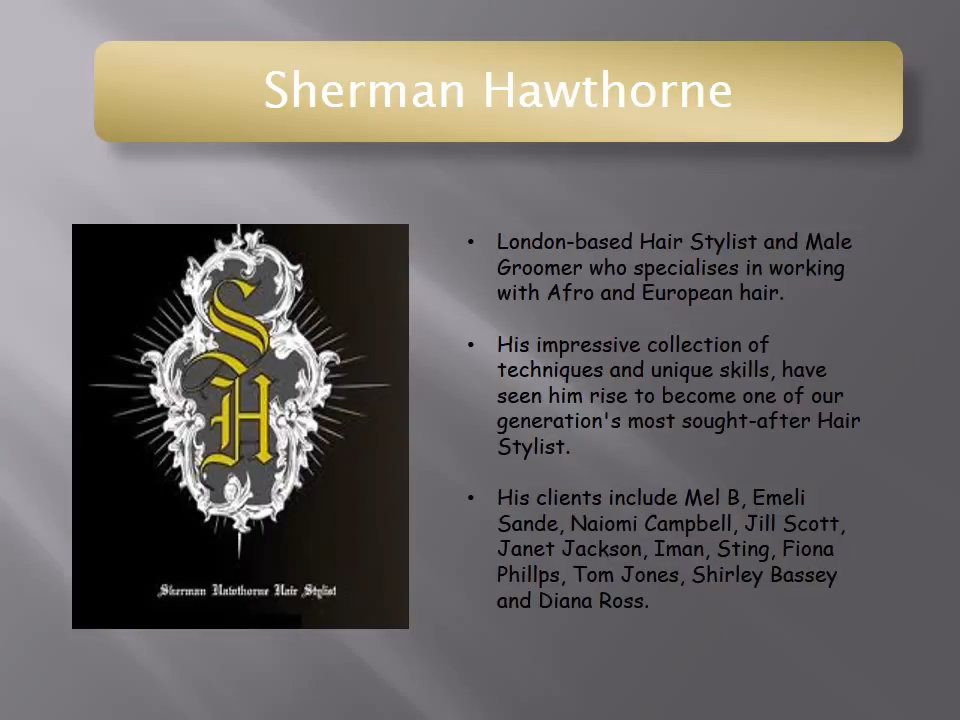 Sherman Hawthorne
S
H
Sherman Hawthorne Hair Stylist
• London-based Hair Stylist and Male
Groomer who specialises in working
with Afro and European hair.
• His impressive collection of
techniques and unique skills, have
seen him rise to become one of our
generation's most sought-after Hair
Stylist.
• His clients include Mel B, Emeli
Sande, Naiomi Campbell, Jill Scott,
Janet Jackson, Iman, Sting, Fiona
Phillps, Tom Jones, Shirley Bassey
and Diana Ross.